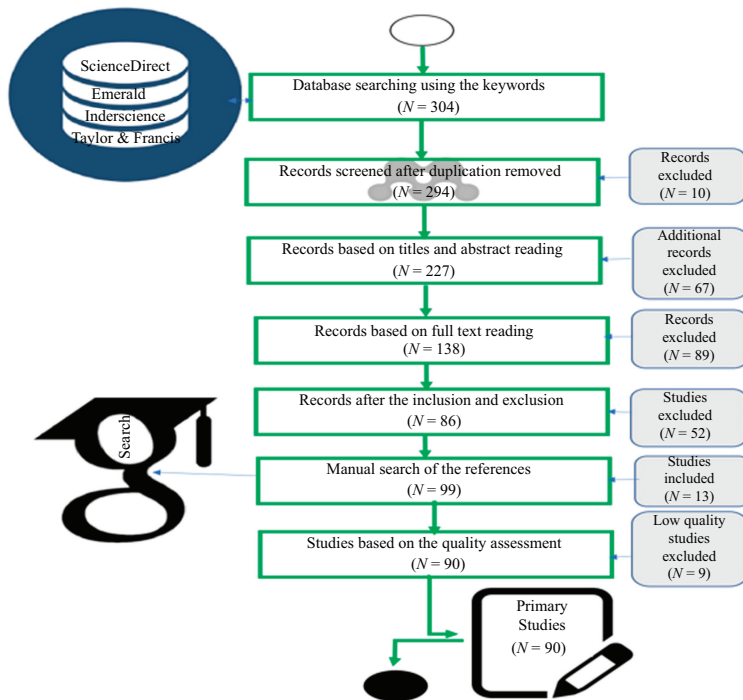 ScienceDirect
Emerald
Inderscience
Taylor & Francis
Database searching using the keywords
(N = 304)
Records screened after duplication removed
(N = 294)
Records
excluded
(N = 10)
Records based on titles and abstract reading
(N = 227)
Additional
records
excluded
(N = 67)
Records based on full text reading
(N = 138)
Records
excluded
(N = 89)
Records after the inclusion and exclusion
(N = 86)
Studies
excluded
(N = 52)
Search
Manual search of the references
(N = 99)
Studies
included
(N = 13)
Studies based on the quality assessment
(N = 90)
Low quality
studies
excluded
(N = 9)
Primary
Studies
(N = 90)